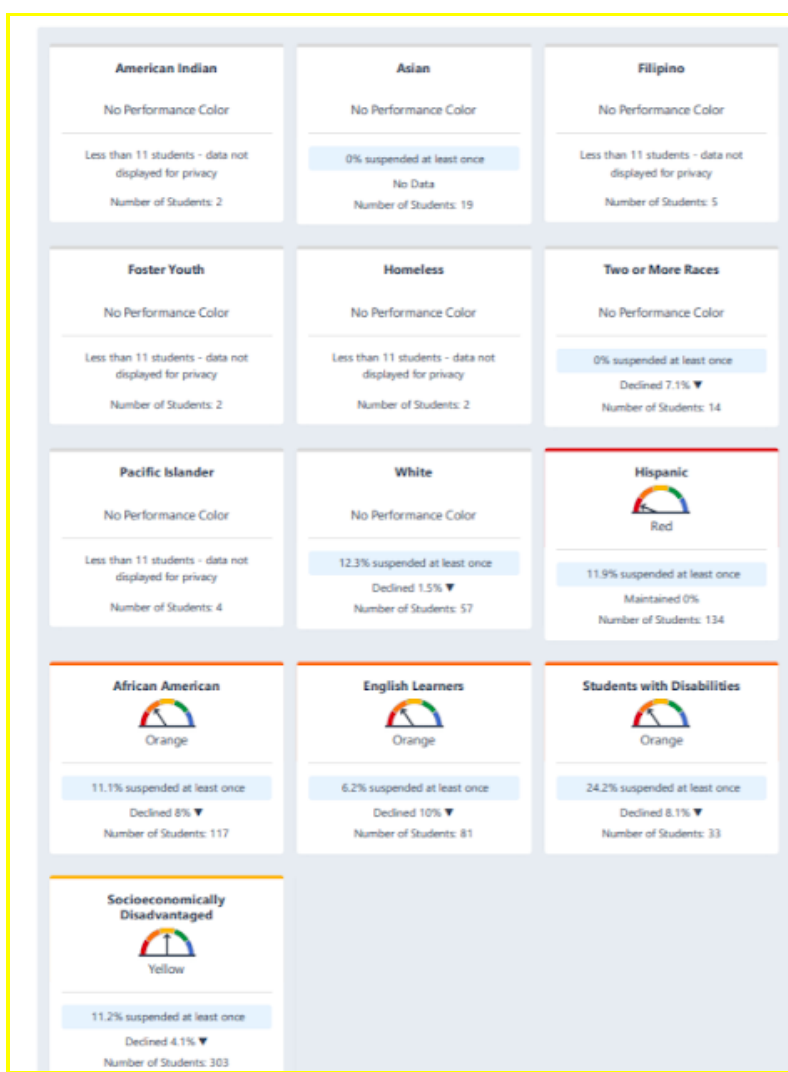 American Indian
No Performance Color
Less than 11 students - data not
displayed for privacy
Number of Students: 2
Asian
No Performance Color
0% suspended at least once
No Data
Number of Students: 19
Filipino
No Performance Color
Less than 11 students - data not
displayed for privacy
Number of Students: 5
Foster Youth
No Performance Color
Less than 11 students - data not
displayed for privacy
Number of Students: 2
Homeless
No Performance Color
Less than 11 students - data not
displayed for privacy
Number of Students: 2
Two or More Races
No Performance Color
0% suspended at least once
Declined 7.1% ▼
Number of Students: 14
Pacific Islander
No Performance Color
Less than 11 students - data not
displayed for privacy
Number of Students: 4
White
No Performance Color
12.3% suspended at least once
Declined 1.5% ▼
Number of Students: 57
Hispanic
Red
11.9% suspended at least once
Maintained 0%
Number of Students: 134
African American
Orange
11.1% suspended at least once
Declined 8% ▼
Number of Students: 117
English Learners
Orange
6.2% suspended at least once
Declined 10% ▼
Number of Students: 81
Students with Disabilities
Orange
24.2% suspended at least once
Declined 8.1% ▼
Number of Students: 33
Socioeconomically
Disadvantaged
Yellow
11.2% suspended at least once
Declined 4.1% ▼
Number of Students: 303